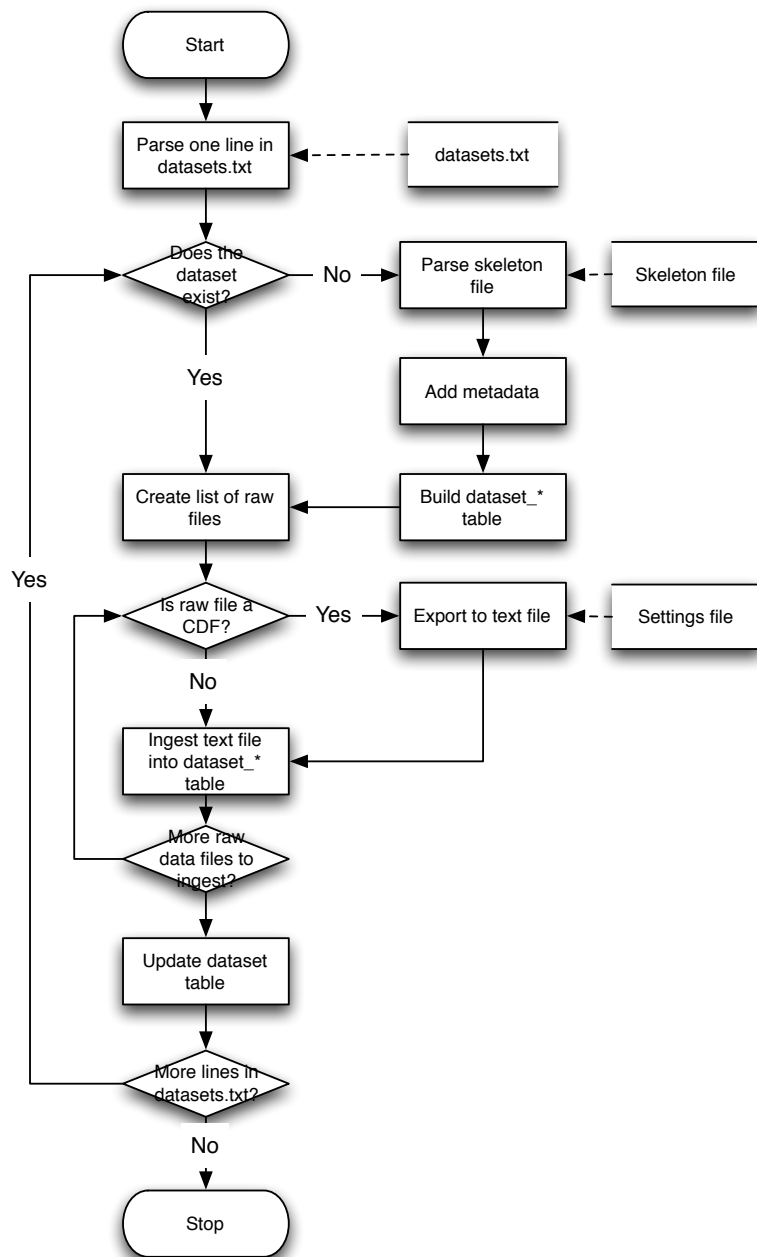 Start
Parse one line in
datasets.txt
datasets.txt
Does the
dataset
exist?
No
Parse skeleton
file
Skeleton file
Yes
Add metadata
Create list of raw
files
Build dataset_*
table
Yes
Is raw file a
CDF?
Yes
Export to text file
Settings file
No
Ingest text file
into dataset_*
table
More raw
data files to
ingest?
Update dataset
table
More lines in
datasets.txt?
No
Stop